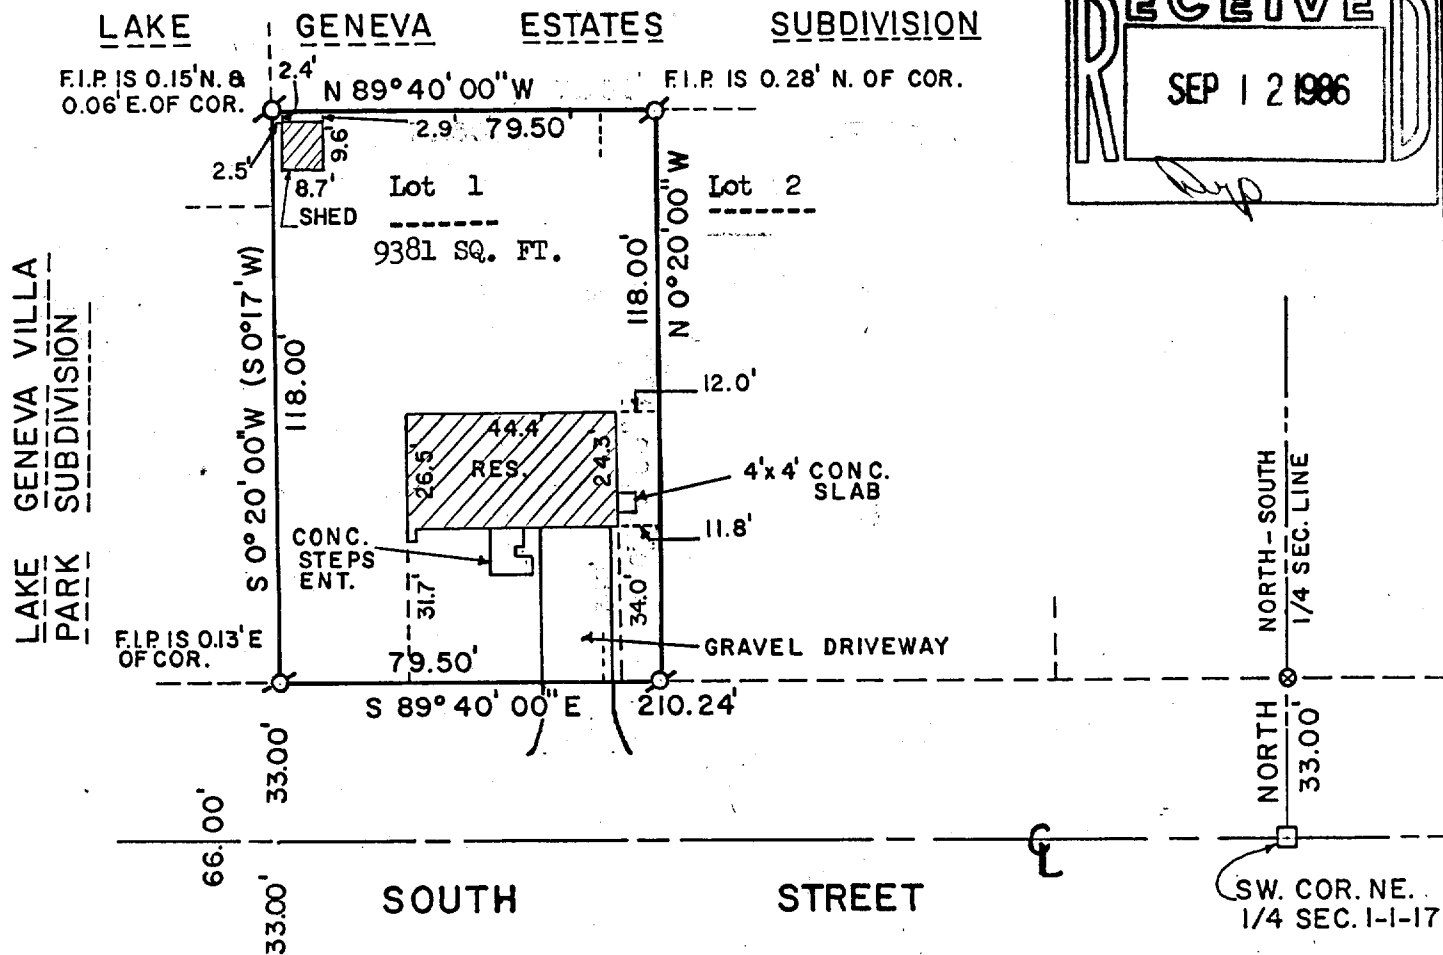 LAKE GENEVA ESTATES SUBDIVISION
RECEIVED
SEP 12 1986
F.I.P. IS 0.15' N. &
0.06' E. OF COR.
2.4'
N 89° 40' 00" W
F.I.P. IS 0.28' N. OF COR.
2.9'
79.50'
9.6'
2.5'
8.7'
SHED
Lot 1
9381 SQ. FT.
Lot 2
118.00'
N 0° 20' 00" W
S 0° 20' 00" W (S 0° 17' W)
118.00'
LAKE GENEVA VILLA
PARK SUBDIVISION
12.0'
44.4'
26.5'
RES.
24.3'
4' x 4' CONC.
SLAB
11.8'
CONC.
STEPS
ENT.
31.7'
34.0'
GRAVEL DRIVEWAY
F.I.P. IS 0.13' E
OF COR.
79.50'
S 89° 40' 00" E
210.24'
NORTH-SOUTH
1/4 SEC. LINE
NORTH
33.00'
33.00'
66.00'
33.00'
CL
SOUTH STREET
SW. COR. NE.
1/4 SEC. 1-1-17